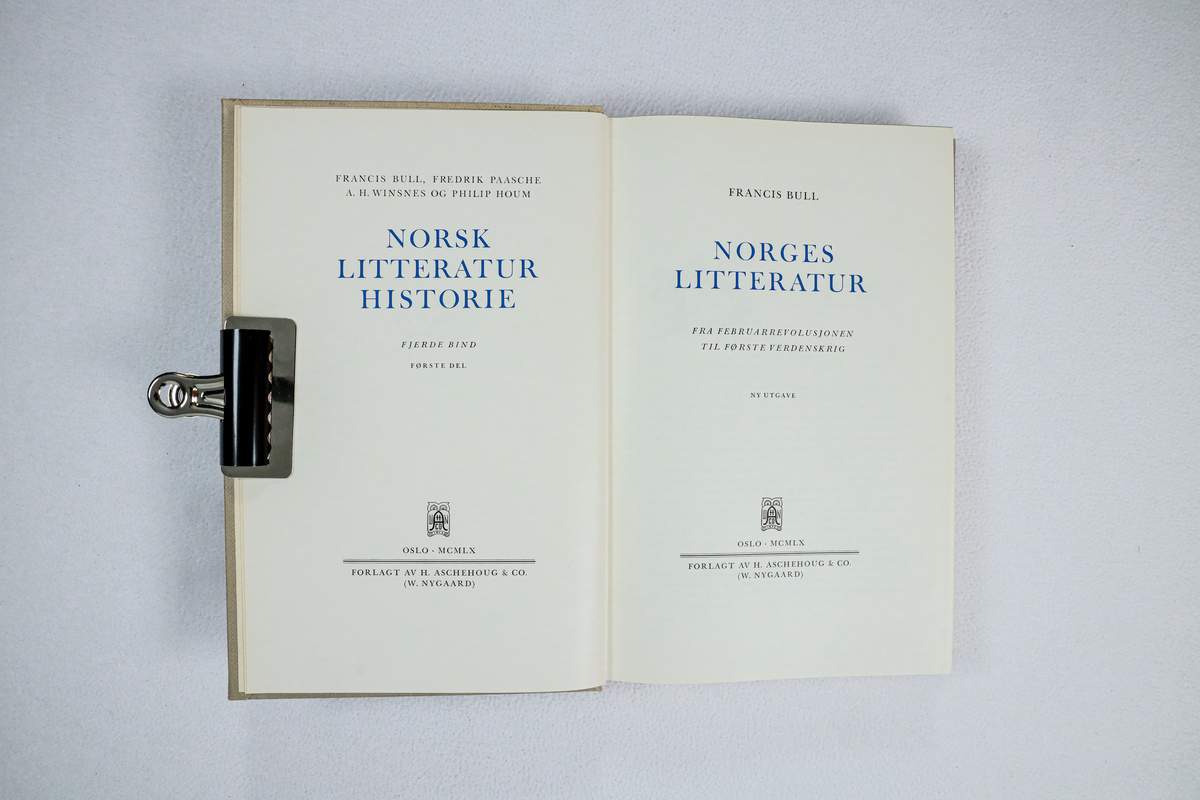 FRANCIS BULL, FREDRIK PAASCHE
A. H. WINSNES OG PHILIP HOUM
NORSK
LITTERATUR
HISTORIE
FJERDE BIND
FØRSTE DEL
OSLO · MCMLX
FORLAGT AV H. ASCHEHOUG & CO.
(W. NYGAARD)
FRANCIS BULL
NORGES
LITTERATUR
FRA FEBRUARREVOLUSJONEN
TIL FØRSTE VERDENSKRIG
NY UTGAVE
OSLO · MCMLX
FORLAGT AV H. ASCHEHOUG & CO.
(W. NYGAARD)